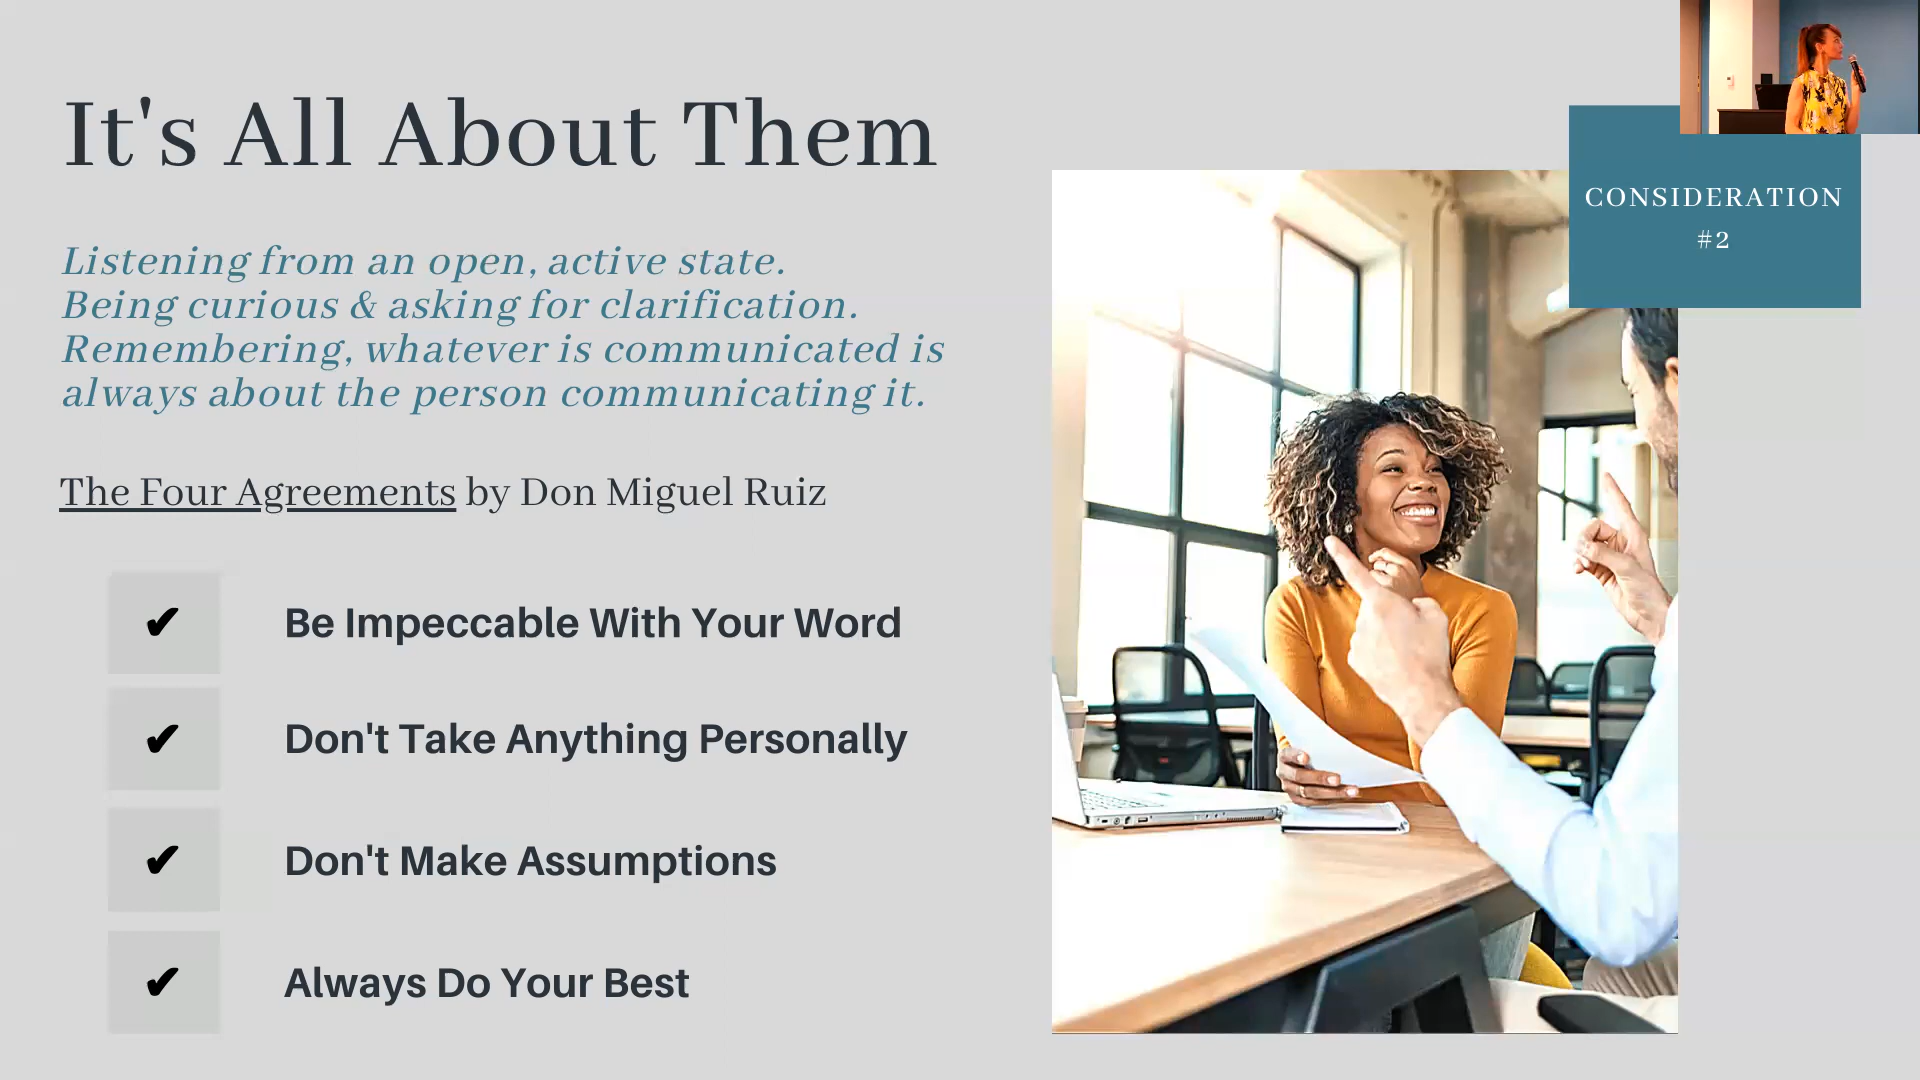 It's All About Them
CONSIDERATION
#2
Listening from an open, active state.
Being curious & asking for clarification.
Remembering, whatever is communicated is
always about the person communicating it.
The Four Agreements by Don Miguel Ruiz
✔ Be Impeccable With Your Word
✔ Don't Take Anything Personally
✔ Don't Make Assumptions
✔ Always Do Your Best